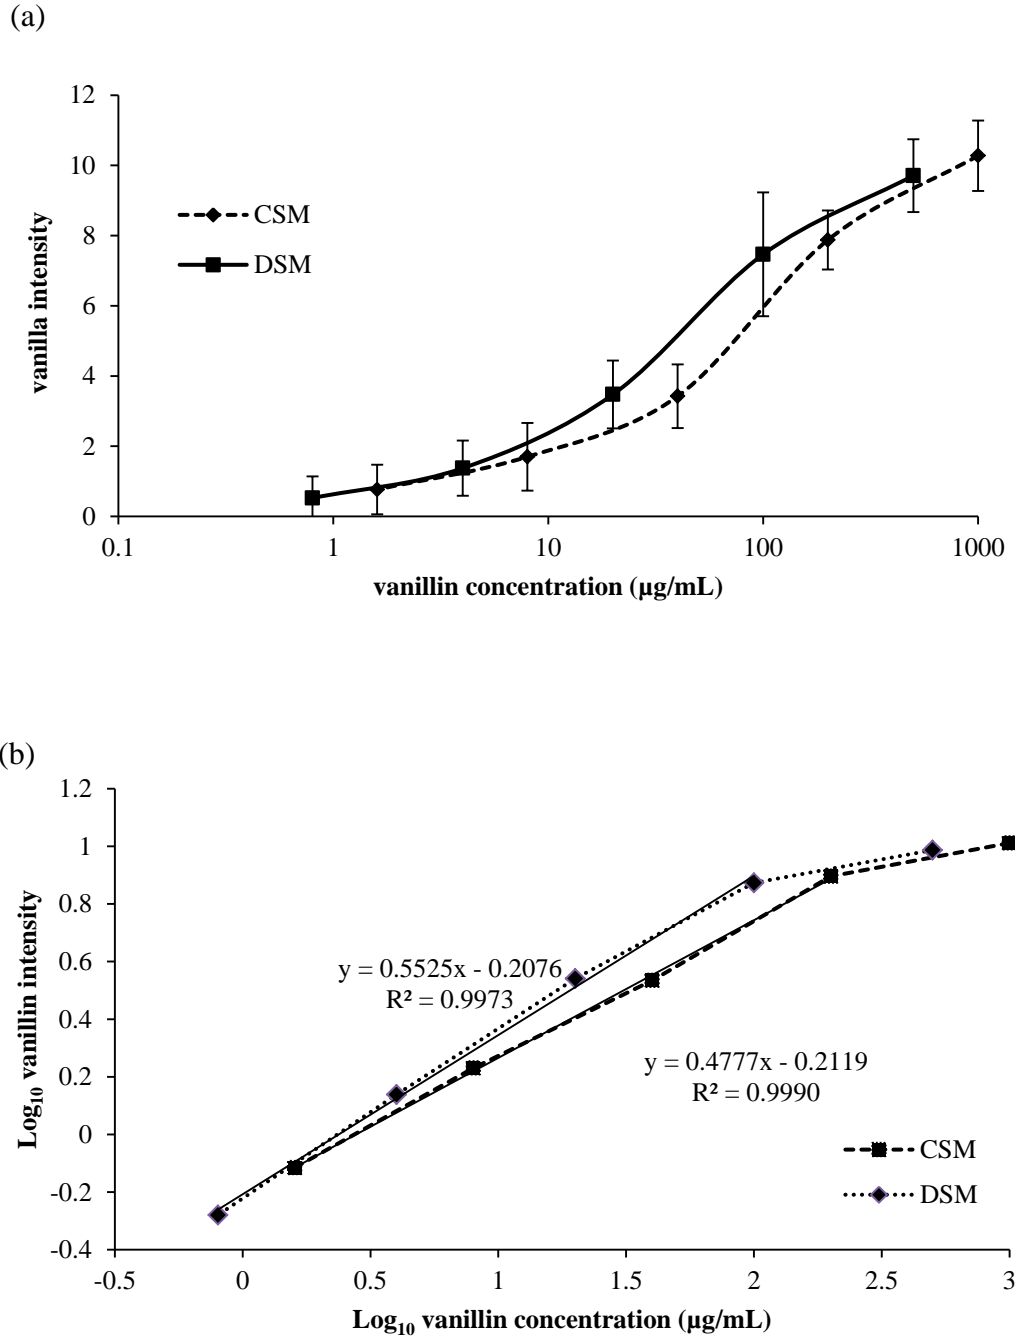 (a)
12
10
8
6
4
2
0
vanilla intensity
CSM
DSM
0.1
1
10
100
1000
vanillin concentration (µg/mL)
(b)
1.2
1
0.8
0.6
0.4
0.2
0
-0.2
-0.4
Log10 vanillin intensity
y = 0.5525x - 0.2076
R² = 0.9973
y = 0.4777x - 0.2119
R² = 0.9990
CSM
DSM
-0.5
0
0.5
1
1.5
2
2.5
3
Log10 vanillin concentration (µg/mL)